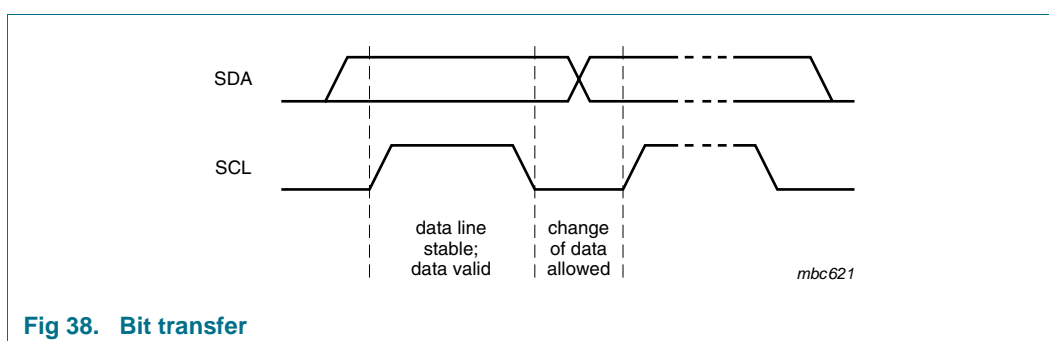 SDA
SCL
data line
stable;
data valid
change
of data
allowed
mbc621
Fig 38. Bit transfer